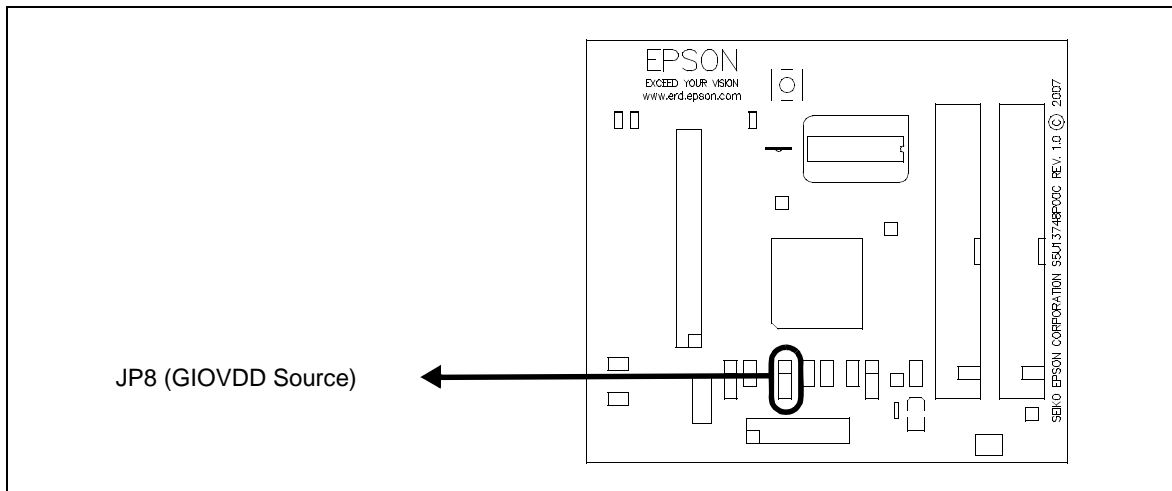 EPSON
EXCEED YOUR VISION
www.erd.epson.com
SEIKO EPSON CORPORATION S5U13748P00C REV. 1.0 © 2007
JP8 (GIOVDD Source)